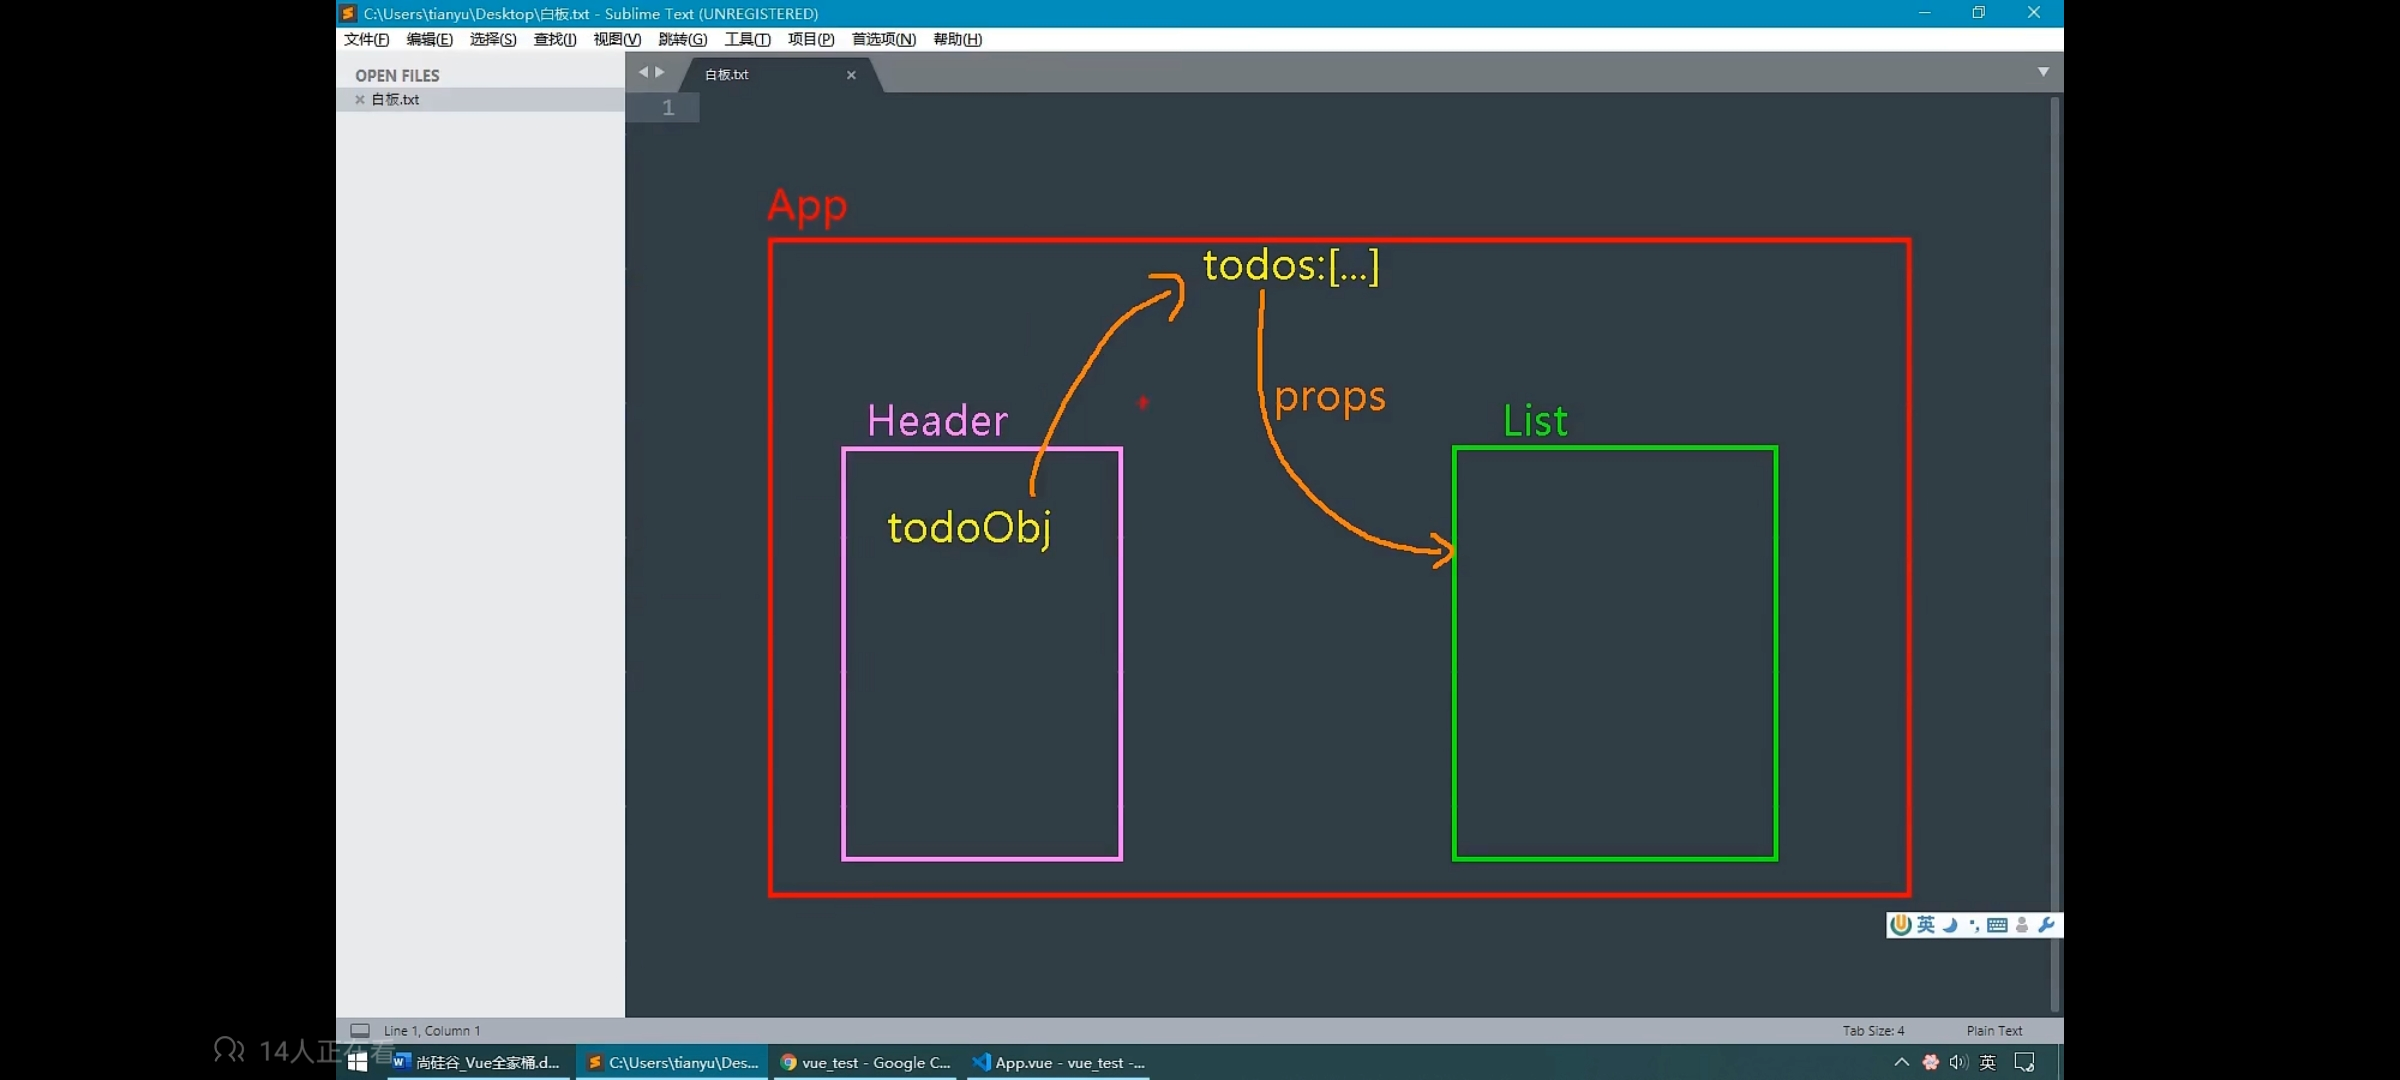 C:\Users\tianyu\Desktop\白板.txt - Sublime Text (UNREGISTERED)
文件(F) 编辑(E) 选择(S) 查找(I) 视图(V) 跳转(G) 工具(T) 项目(P) 首选项(N) 帮助(H)
OPEN FILES
白板.txt
白板.txt
1
App
todos:[...]
props
Header
List
todoObj
英
Line 1, Column 1
Tab Size: 4
Plain Text
14人正在看
尚硅谷_Vue全家桶.d...
C:\Users\tianyu\Des...
vue_test - Google C...
App.vue - vue_test -...
英